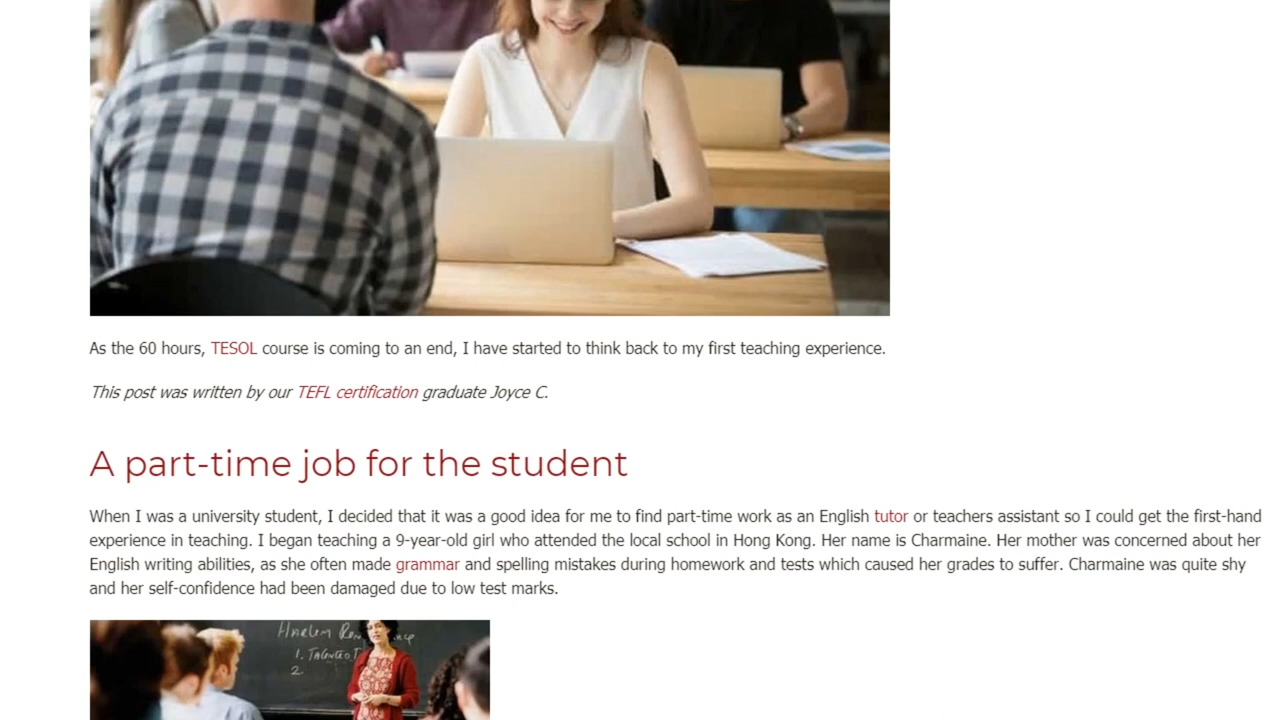 As the 60 hours, TESOL course is coming to an end, I have started to think back to my first teaching experience.
This post was written by our TEFL certification graduate Joyce C.
A part-time job for the student
When I was a university student, I decided that it was a good idea for me to find part-time work as an English tutor or teachers assistant so I could get the first-hand
experience in teaching. I began teaching a 9-year-old girl who attended the local school in Hong Kong. Her name is Charmaine. Her mother was concerned about her
English writing abilities, as she often made grammar and spelling mistakes during homework and tests which caused her grades to suffer. Charmaine was quite shy
and her self-confidence had been damaged due to low test marks.
Harlem
1.
2